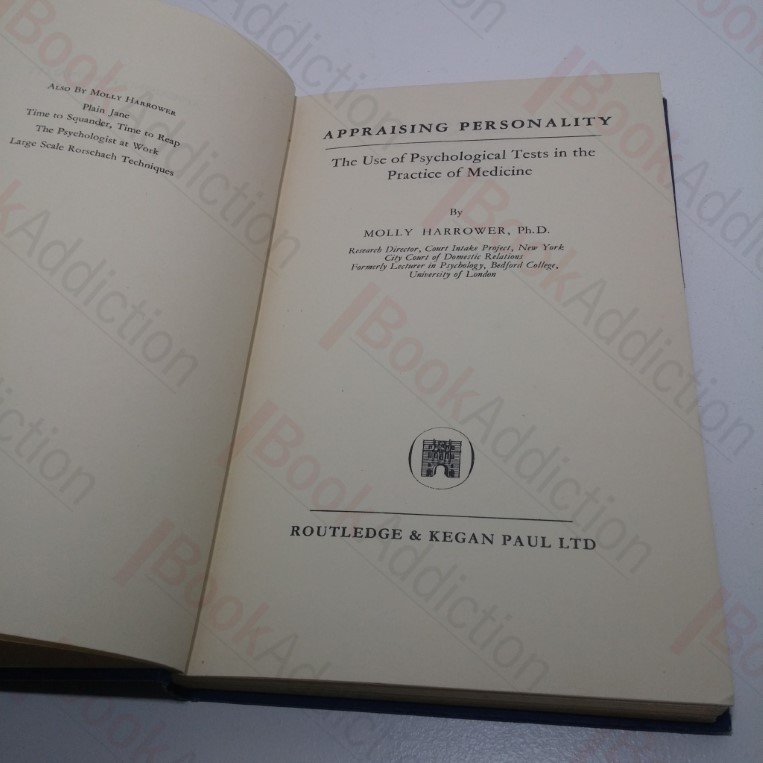 ALSO BY MOLLY HARROWER
Plain Jane
Time to Squander, Time to Reap
The Psychologist at Work
Large Scale Rorschach Techniques
APPRAISING PERSONALITY
The Use of Psychological Tests in the
Practice of Medicine
By
MOLLY HARROWER, Ph.D.
Research Director, Court Intake Project, New York
City Court of Domestic Relations
Formerly Lecturer in Psychology, Bedford College,
University of London
ROUTLEDGE & KEGAN PAUL LTD
BookAddiction